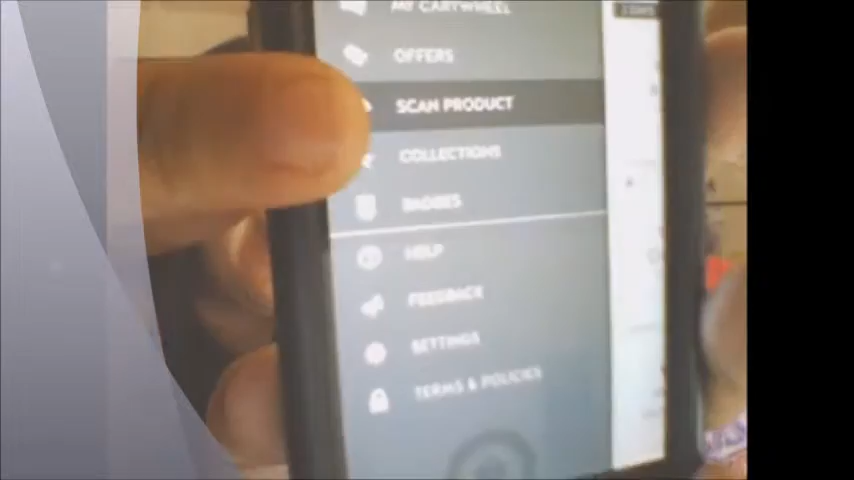 MY CARTWHEEL
OFFERS
SCAN PRODUCT
COLLECTIONS
BADGES
HELP
FEEDBACK
SETTINGS
TERMS & POLICIES